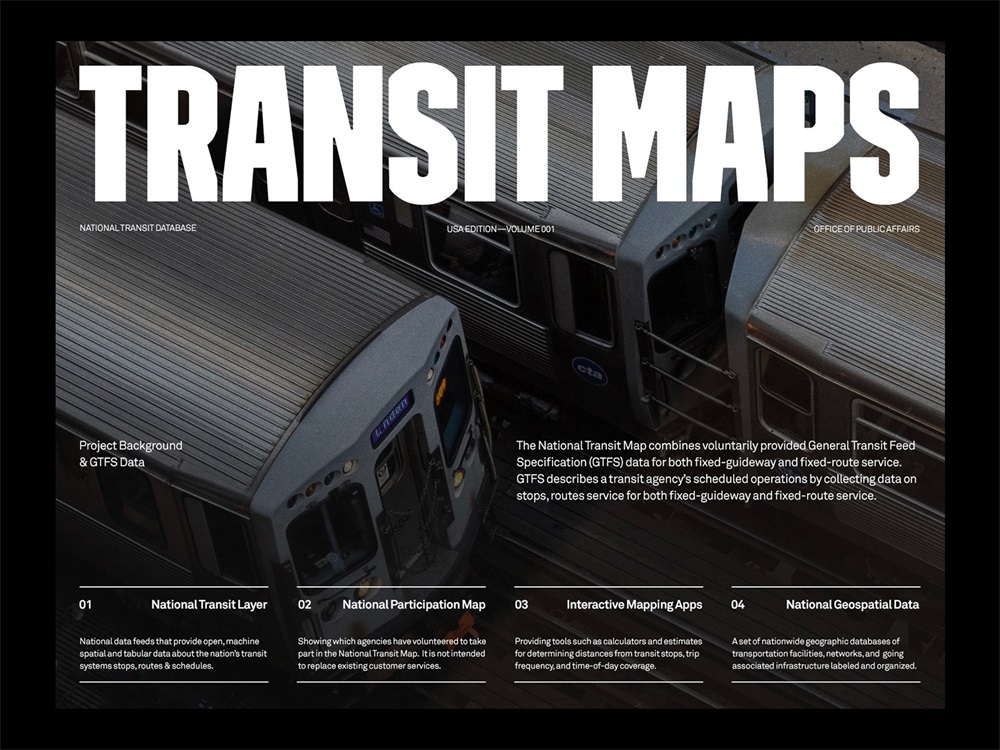 TRANSIT MAPS
NATIONAL TRANSIT DATABASE
USA EDITION—VOLUME 001
OFFICE OF PUBLIC AFFAIRS
cta
Linden
Project Background
& GTFS Data
The National Transit Map combines voluntarily provided General Transit Feed
Specification (GTFS) data for both fixed-guideway and fixed-route service.
GTFS describes a transit agency's scheduled operations by collecting data on
stops, routes service for both fixed-guideway and fixed-route service.
01
National Transit Layer
National data feeds that provide open, machine
spatial and tabular data about the nation's transit
systems stops, routes & schedules.
02
National Participation Map
Showing which agencies have volunteered to take
part in the National Transit Map. It is not intended
to replace existing customer services.
03
Interactive Mapping Apps
Providing tools such as calculators and estimates
for determining distances from transit stops, trip
frequency, and time-of-day coverage.
04
National Geospatial Data
A set of nationwide geographic databases of
transportation facilities, networks, and going
associated infrastructure labeled and organized.